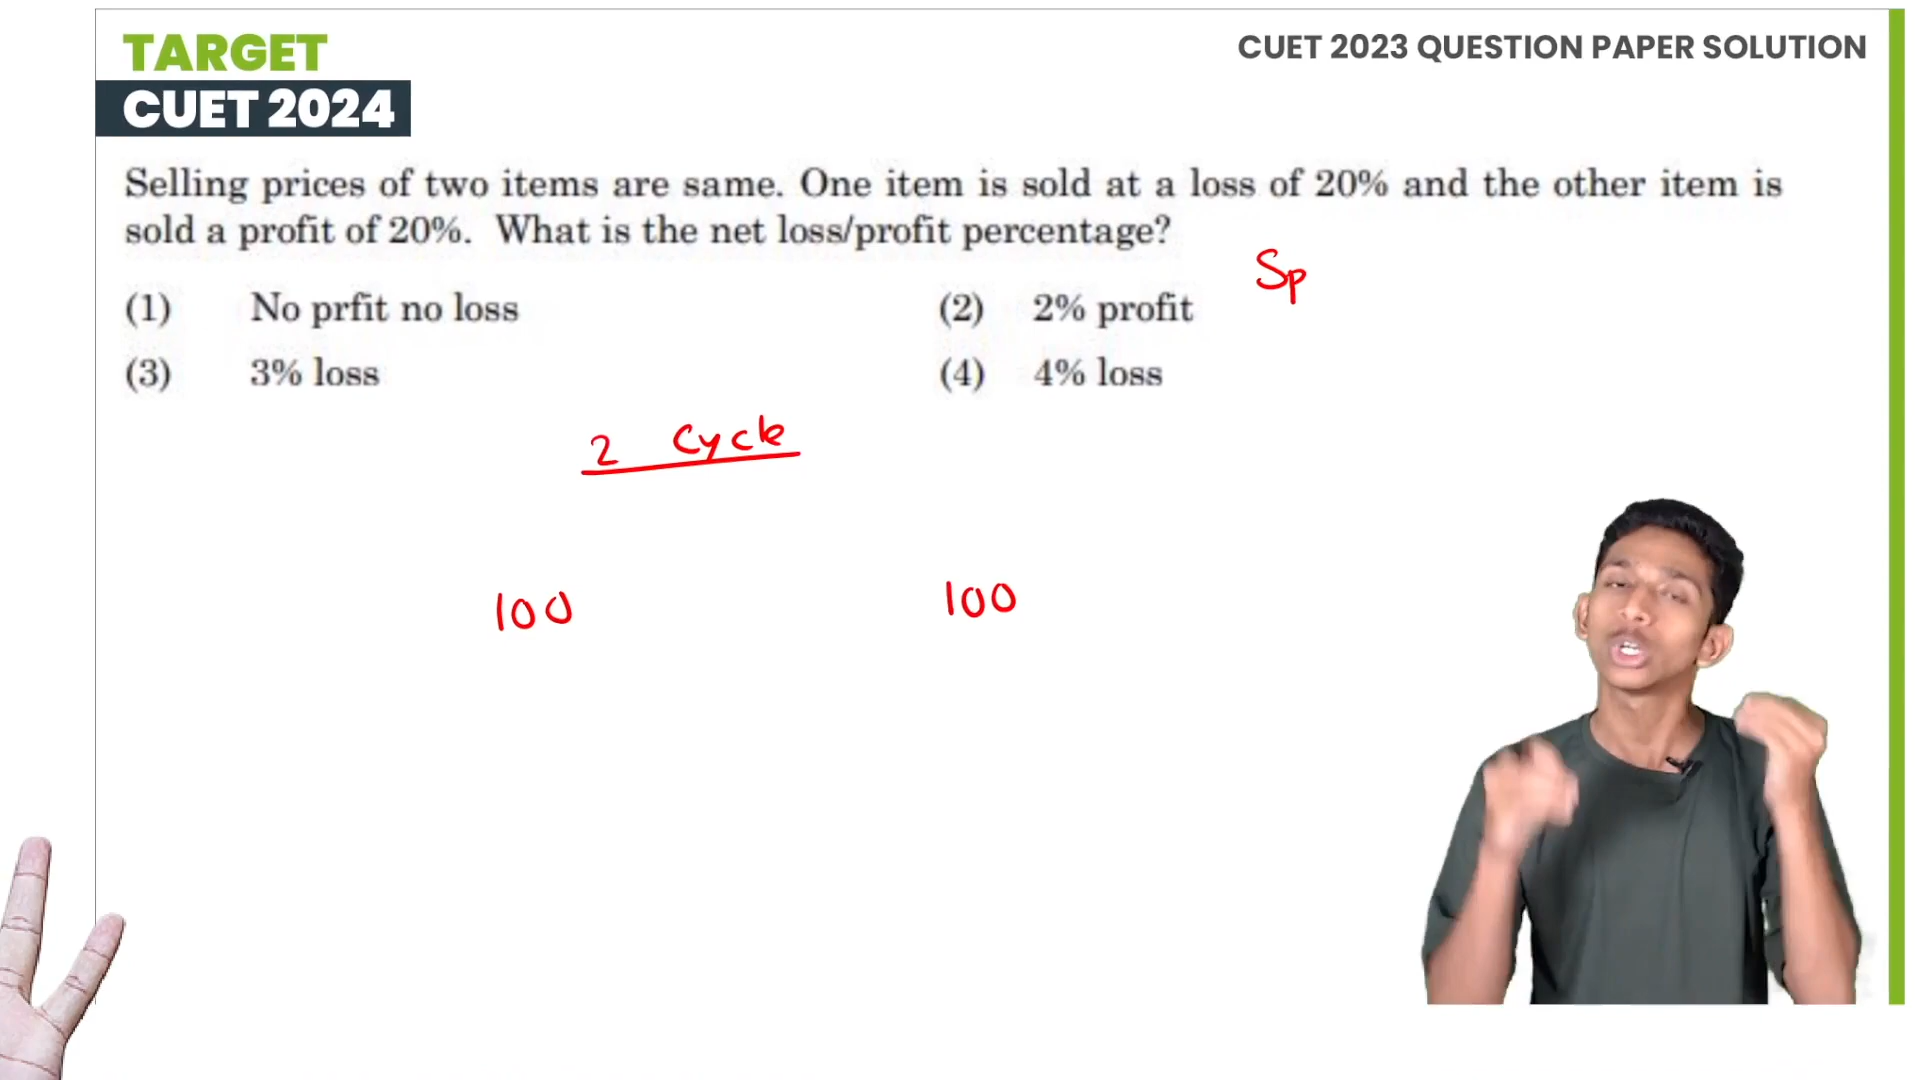 TARGET
CUET 2024
CUET 2023 QUESTION PAPER SOLUTION
Selling prices of two items are same. One item is sold at a loss of 20% and the other item is
sold a profit of 20%. What is the net loss/profit percentage?
(1) No prfit no loss
(2) 2% profit
(3) 3% loss
(4) 4% loss
Sp
2 Cycle
100
100